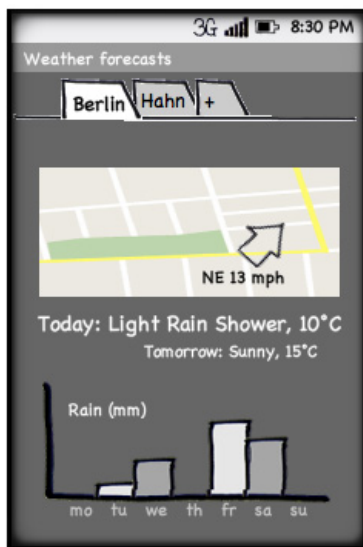 3G 8:30 PM
Weather forecasts
Berlin Hahn +
NE 13 mph
Today: Light Rain Shower, 10°C
Tomorrow: Sunny, 15°C
Rain (mm)
mo tu we th fr sa su